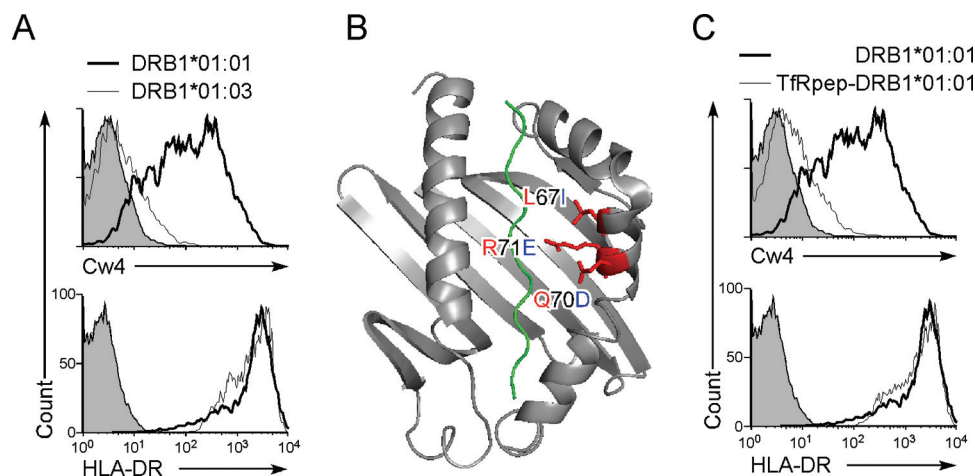 A
DRB1*01:01
DRB1*01:03
Cw4
100
50
0
Count
10⁰ 10¹ 10² 10³ 10⁴
HLA-DR
B
L67I
R71E
Q70D
C
DRB1*01:01
TfRpep-DRB1*01:01
Cw4
100
50
0
Count
10⁰ 10¹ 10² 10³ 10⁴
HLA-DR